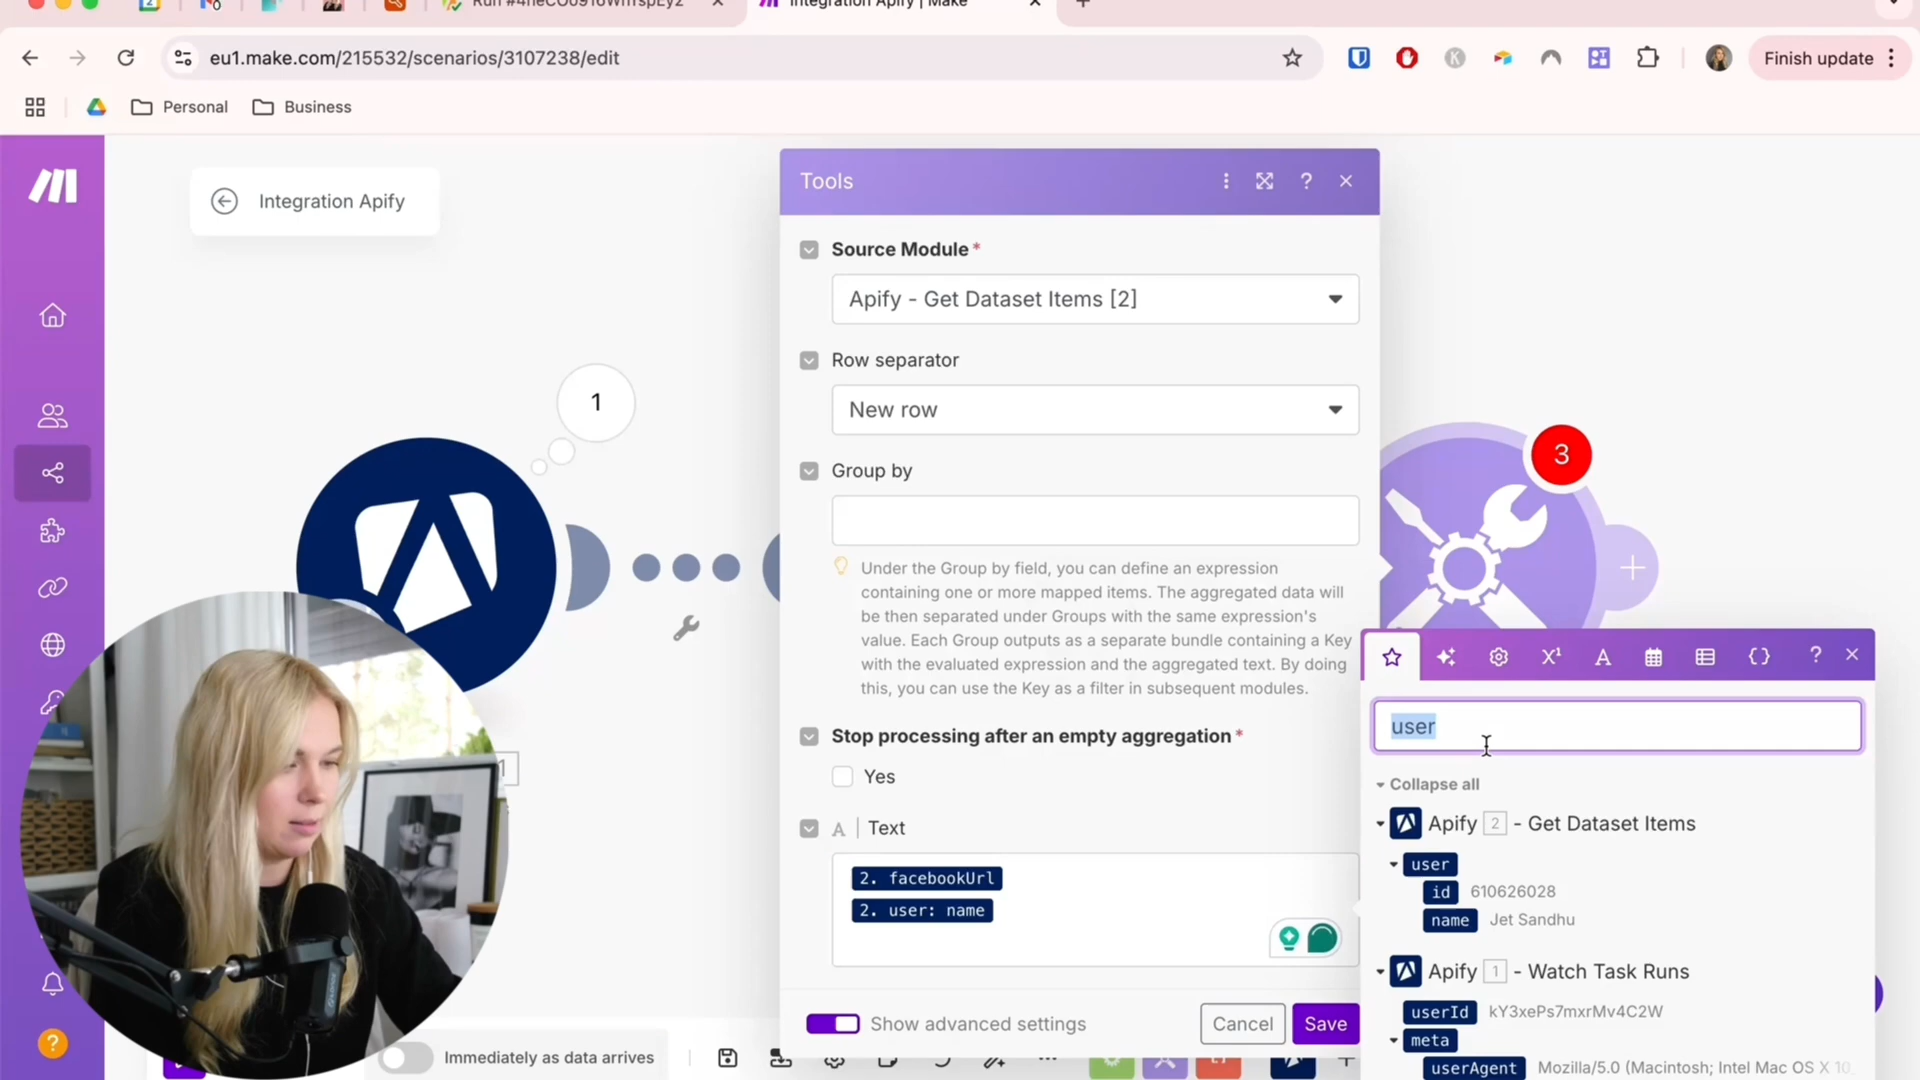 Integration Apify | Make
eu1.make.com/215532/scenarios/3107238/edit
Finish update
Personal
Business
Integration Apify
Tools
Source Module*
Apify - Get Dataset Items [2]
Row separator
New row
Group by
Under the Group by field, you can define an expression
containing one or more mapped items. The aggregated data will
be then separated under Groups with the same expression's
value. Each Group outputs as a separate bundle containing a Key
with the evaluated expression and the aggregated text. By doing
this, you can use the Key as a filter in subsequent modules.
Stop processing after an empty aggregation*
Yes
A | Text
2. facebookUrl
2. user: name
Show advanced settings
Cancel
Save
1
3
user
Collapse all
Apify 2 - Get Dataset Items
user
id 610626028
name Jet Sandhu
Apify 1 - Watch Task Runs
userId kY3xePs7mxrMv4C2W
meta
userAgent Mozilla/5.0 (Macintosh; Intel Mac OS X 10
Immediately as data arrives